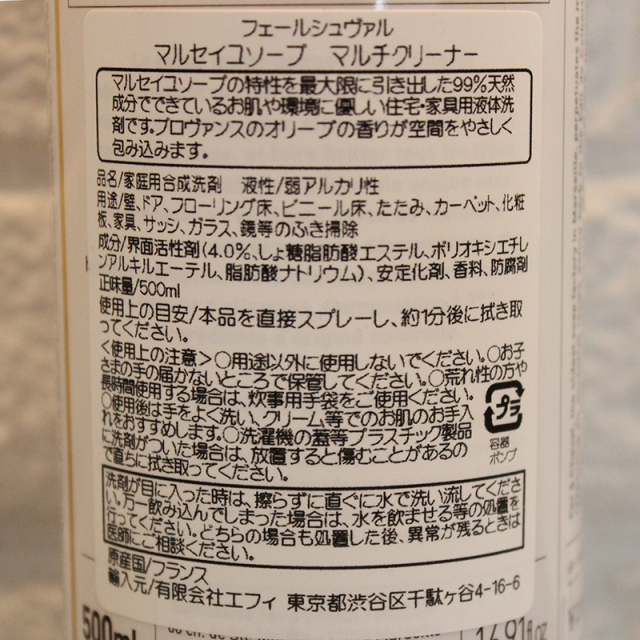 フェールシュヴァル
マルセイユソープ　マルチクリーナー
マルセイユソープの特性を最大限に引き出した99%天然
成分でできているお肌や環境に優しい住宅・家具用液体洗
剤です。プロヴァンスのオリーブの香りが空間をやさしく
包み込みます。
品名/家庭用合成洗剤　液性/弱アルカリ性
用途/壁、ドア、フローリング床、ビニール床、たたみ、カーペット、化粧
板、家具、サッシ、ガラス、鏡等のふき掃除
成分/界面活性剤(4.0%、しょ糖脂肪酸エステル、ポリオキシエチレ
ンアルキルエーテル、脂肪酸ナトリウム)、安定化剤、香料、防腐剤
正味量/500ml
使用上の目安/本品を直接スプレーし、約1分後に拭き取
ってください。
<使用上の注意>○用途以外に使用しないでください。○お子
さまの手の届かないところで保管してください。○荒れ性の方や
長時間使用する場合は、炊事用手袋をご使用ください。
○使用後は手をよく洗い、クリーム等でのお肌のお手入
れをおすすめします。○洗濯機の蓋等プラスチック製品
に洗剤がついた場合は、放置すると傷むことがあるの
で直ちに拭き取ってください。
プラ
容器
ポンプ
洗剤が目に入った時は、擦らずに直ぐに水で洗い流してくださ
い。万一飲み込んでしまった場合は、水を飲ませる等の処置を
行ってください。どちらの場合も処置した後、異常が残るときは
医師にご相談ください。
原産国/フランス
輸入元/有限会社エフィ 東京都渋谷区千駄ヶ谷4-16-6
500ml
16.91fl.oz